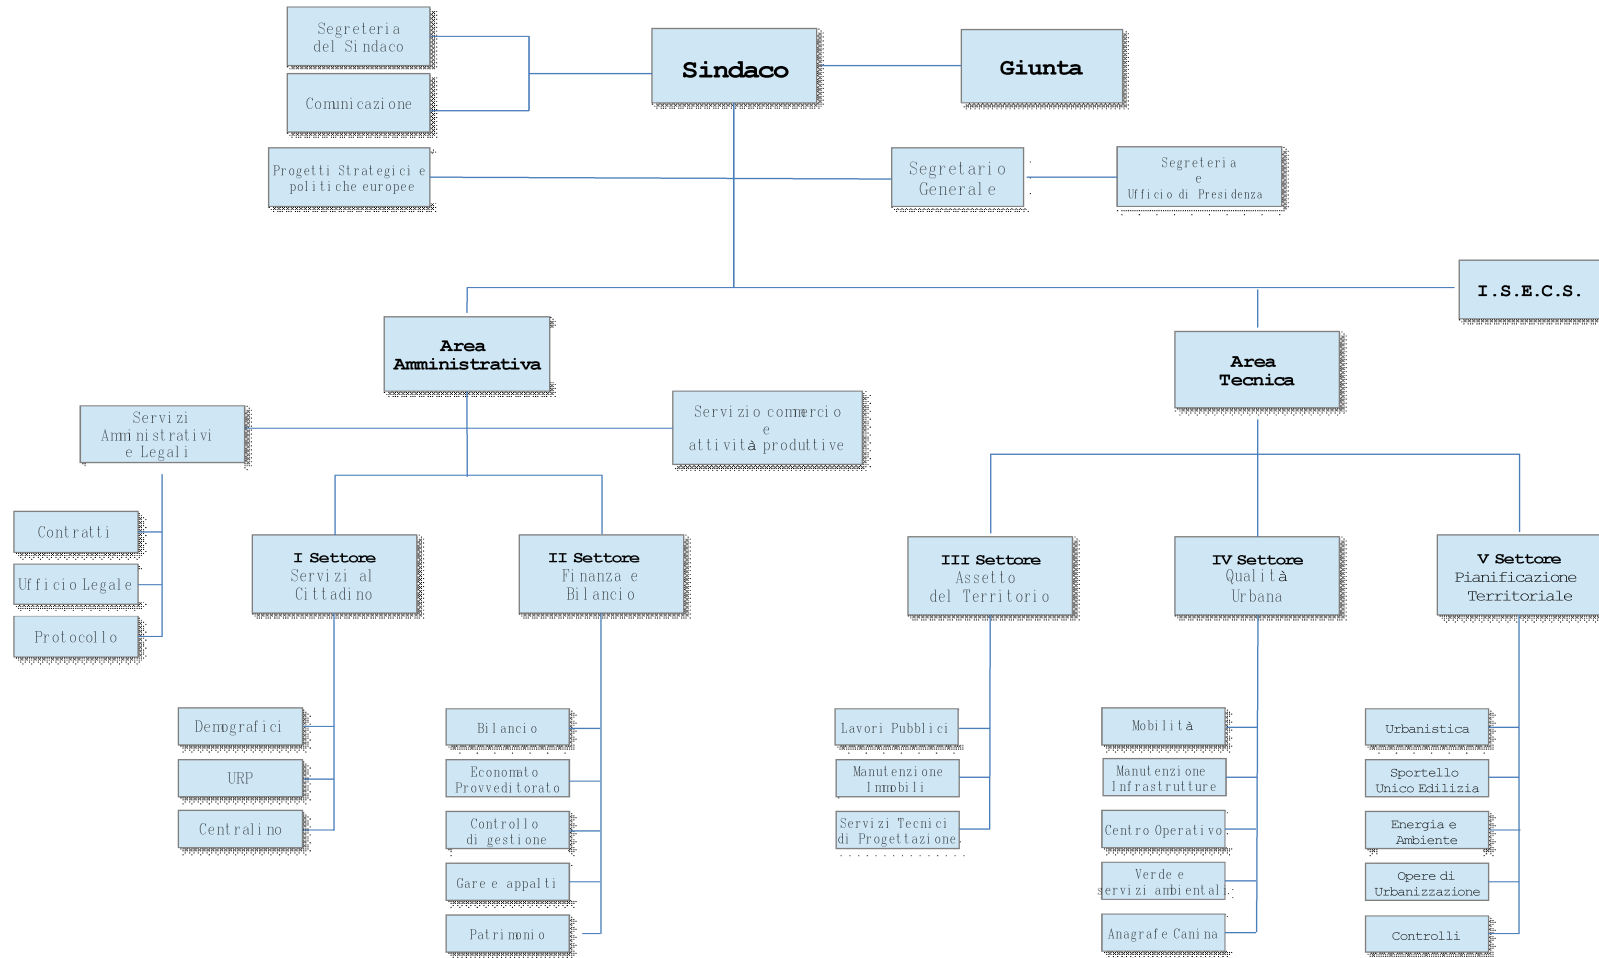 Segreteria
del Sindaco
Sindaco
Giunta
Comunicazione
Progetti Strategici e
politiche europee
Segretario
Generale
Segreteria
e
Ufficio di Presidenza
I.S.E.C.S.
Area
Amministrativa
Area
Tecnica
Servizi
Amministrativi
e Legali
Servizio commercio
e
attività produttive
Contratti
Ufficio Legale
Protocollo
I Settore
Servizi al
Cittadino
II Settore
Finanza e
Bilancio
III Settore
Assetto
del Territorio
IV Settore
Qualità
Urbana
V Settore
Pianificazione
Territoriale
Demografici
URP
Centralino
Bilancio
Economato
Provveditorato
Controllo
di gestione
Gare e appalti
Patrimonio
Lavori Pubblici
Manutenzione
Immobili
Servizi Tecnici
di Progettazione
Mobilità
Manutenzione
Infrastrutture
Centro Operativo
Verde e
servizi ambientali
Anagrafe Canina
Urbanistica
Sportello
Unico Edilizia
Energia e
Ambiente
Opere di
Urbanizzazione
Controlli